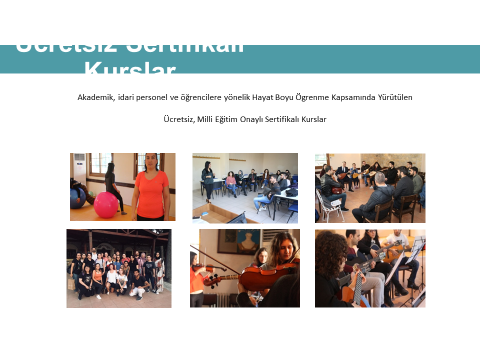 Ücretsiz Sertifikalı
Kurslar
Akademik, idari personel ve öğrencilere yönelik Hayat Boyu Ögrenme Kapsamında Yürütülen
Ücretsiz, Milli Eğitim Onaylı Sertifikalı Kurslar